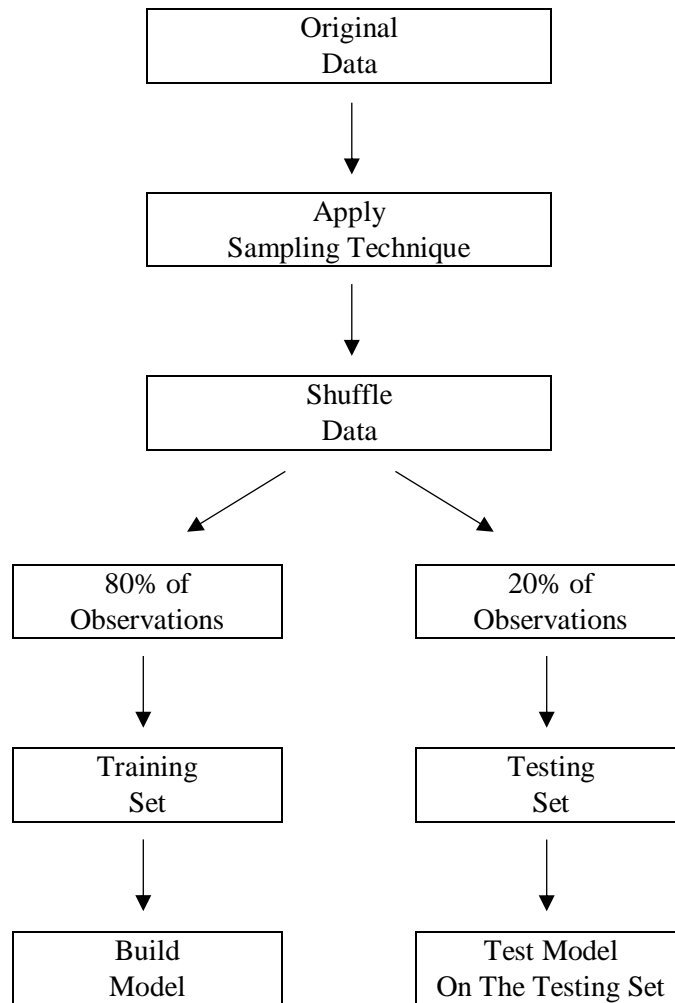 Original
Data
Apply
Sampling Technique
Shuffle
Data
80% of
Observations
20% of
Observations
Training
Set
Testing
Set
Build
Model
Test Model
On The Testing Set